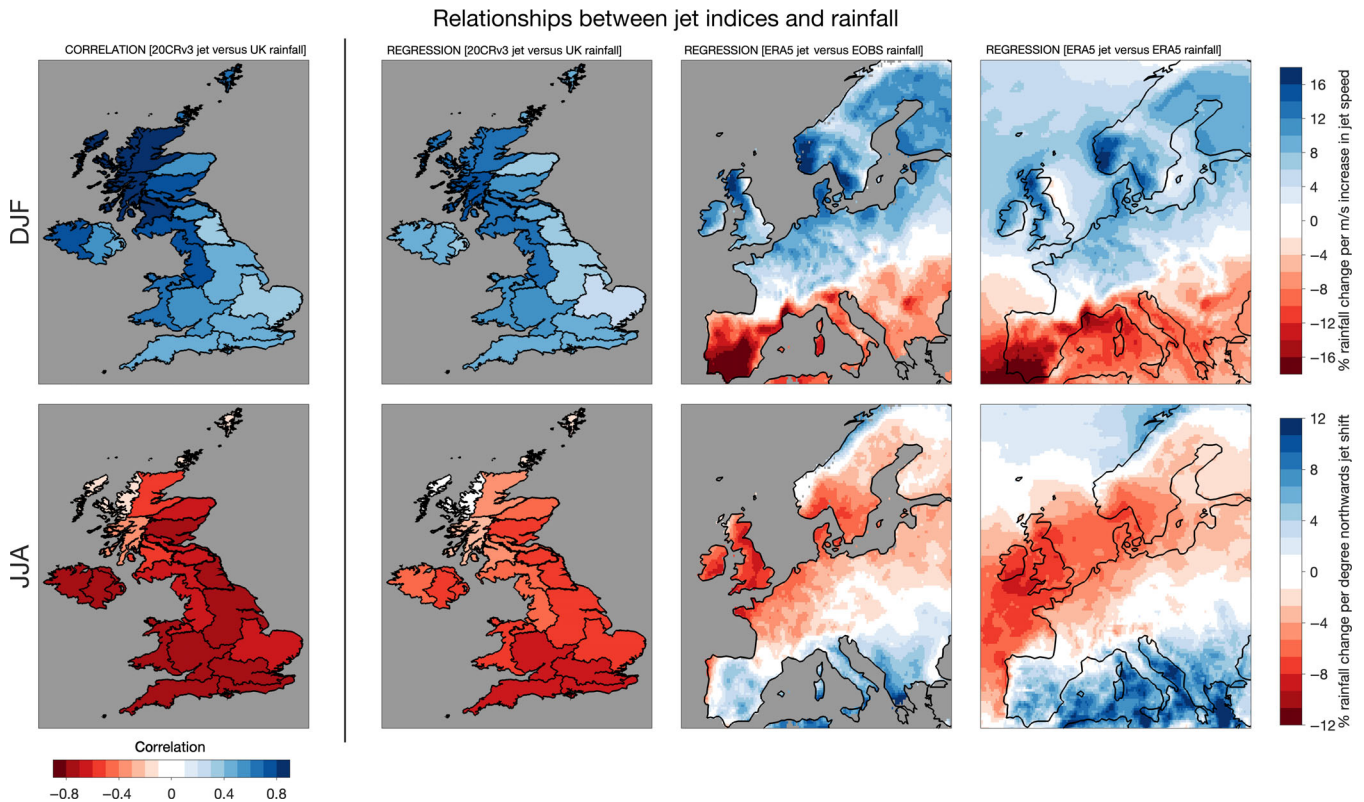 Relationships between jet indices and rainfall
CORRELATION [20CRv3 jet versus UK rainfall]
REGRESSION [20CRv3 jet versus UK rainfall]
REGRESSION [ERA5 jet versus EOBS rainfall]
REGRESSION [ERA5 jet versus ERA5 rainfall]
DJF
16
12
8
4
0
−4
−8
−12
−16
% rainfall change per m/s increase in jet speed
JJA
12
8
4
0
−4
−8
−12
% rainfall change per degree northwards jet shift
Correlation
−0.8 −0.4 0 0.4 0.8